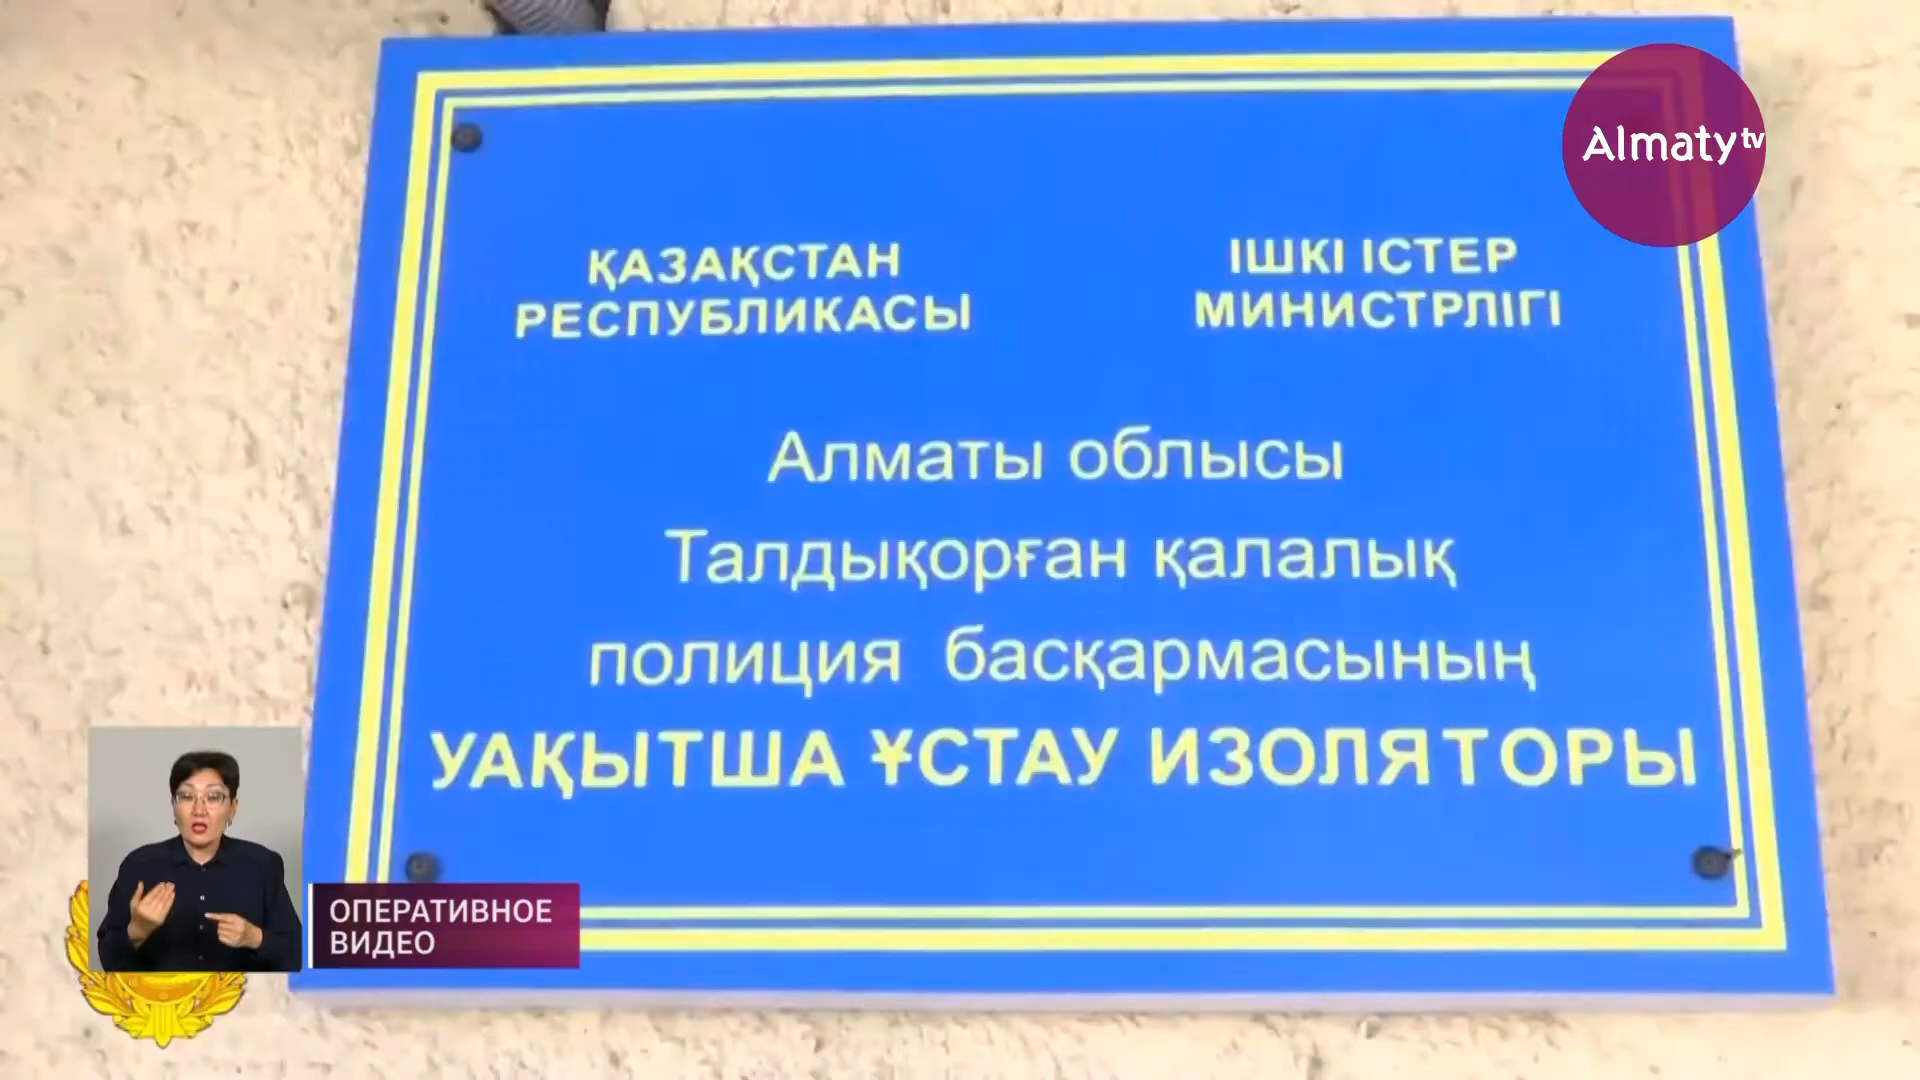 Almaty tv
ҚАЗАҚСТАН
РЕСПУБЛИКАСЫ
ІШКІ ІСТЕР
МИНИСТРЛІГІ
Алматы облысы
Талдықорған қалалық
полиция басқармасының
УАҚЫТША ҰСТАУ ИЗОЛЯТОРЫ
ОПЕРАТИВНОЕ
ВИДЕО